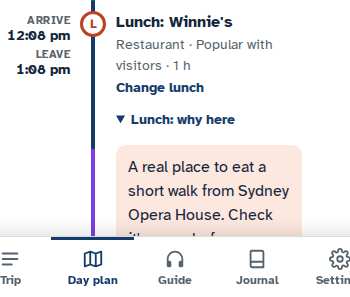 ARRIVE
12:08 pm
LEAVE
1:08 pm
L
Lunch: Winnie's
Restaurant · Popular with
visitors · 1 h
Change lunch
▼ Lunch: why here
A real place to eat a
short walk from Sydney
Opera House. Check
Trip
Day plan
Guide
Journal
Settin